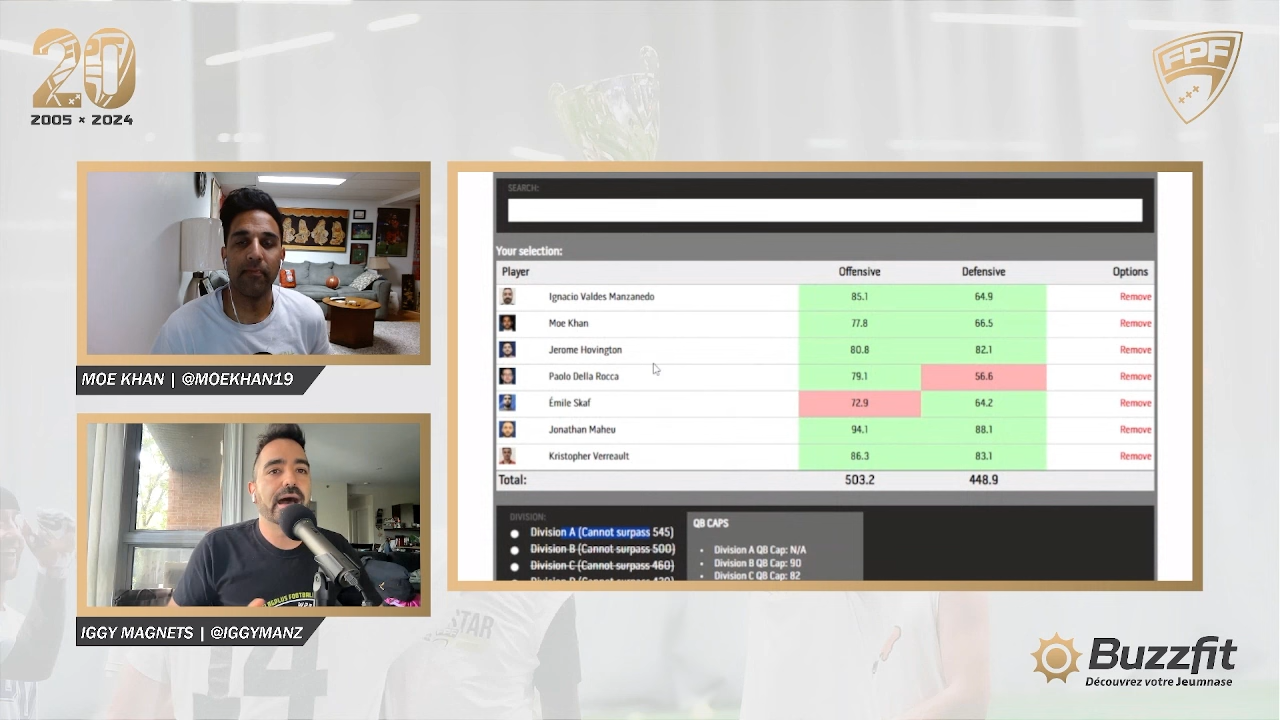 20
2005 × 2024
FPF
MOE KHAN | @MOEKHAN19
IGGY MAGNETS | @IGGYMANZ
SEARCH:
Your selection:
Player Offensive Defensive Options
Ignacio Valdes Manzanedo 85.1 64.9 Remove
Moe Khan 77.8 66.5 Remove
Jerome Hovington 80.8 82.1 Remove
Paolo Della Rocca 79.1 56.6 Remove
Émile Skaf 72.9 64.2 Remove
Jonathan Maheu 94.1 88.1 Remove
Kristopher Verreault 86.3 83.1 Remove
Total: 503.2 448.9
DIVISION:
Division A (Cannot surpass 545)
Division B (Cannot surpass 500)
Division C (Cannot surpass 460)
QB CAPS
Division A QB Cap: N/A
Division B QB Cap: 90
Division C QB Cap: 82
STAR
14
Buzzfit
Découvrez votre Jeumnase